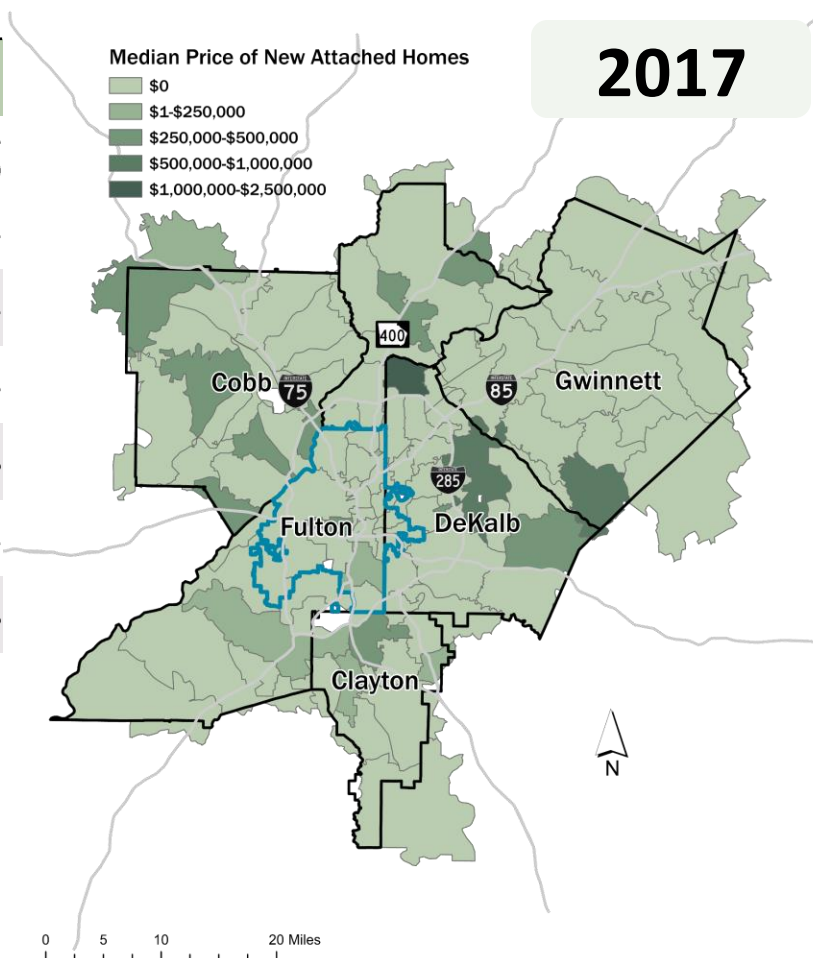 2017
Median Price of New Attached Homes
$0
$1-$250,000
$250,000-$500,000
$500,000-$1,000,000
$1,000,000-$2,500,000
400
Cobb
75
85
Gwinnett
285
Fulton
DeKalb
Clayton
N
0 5 10 20 Miles